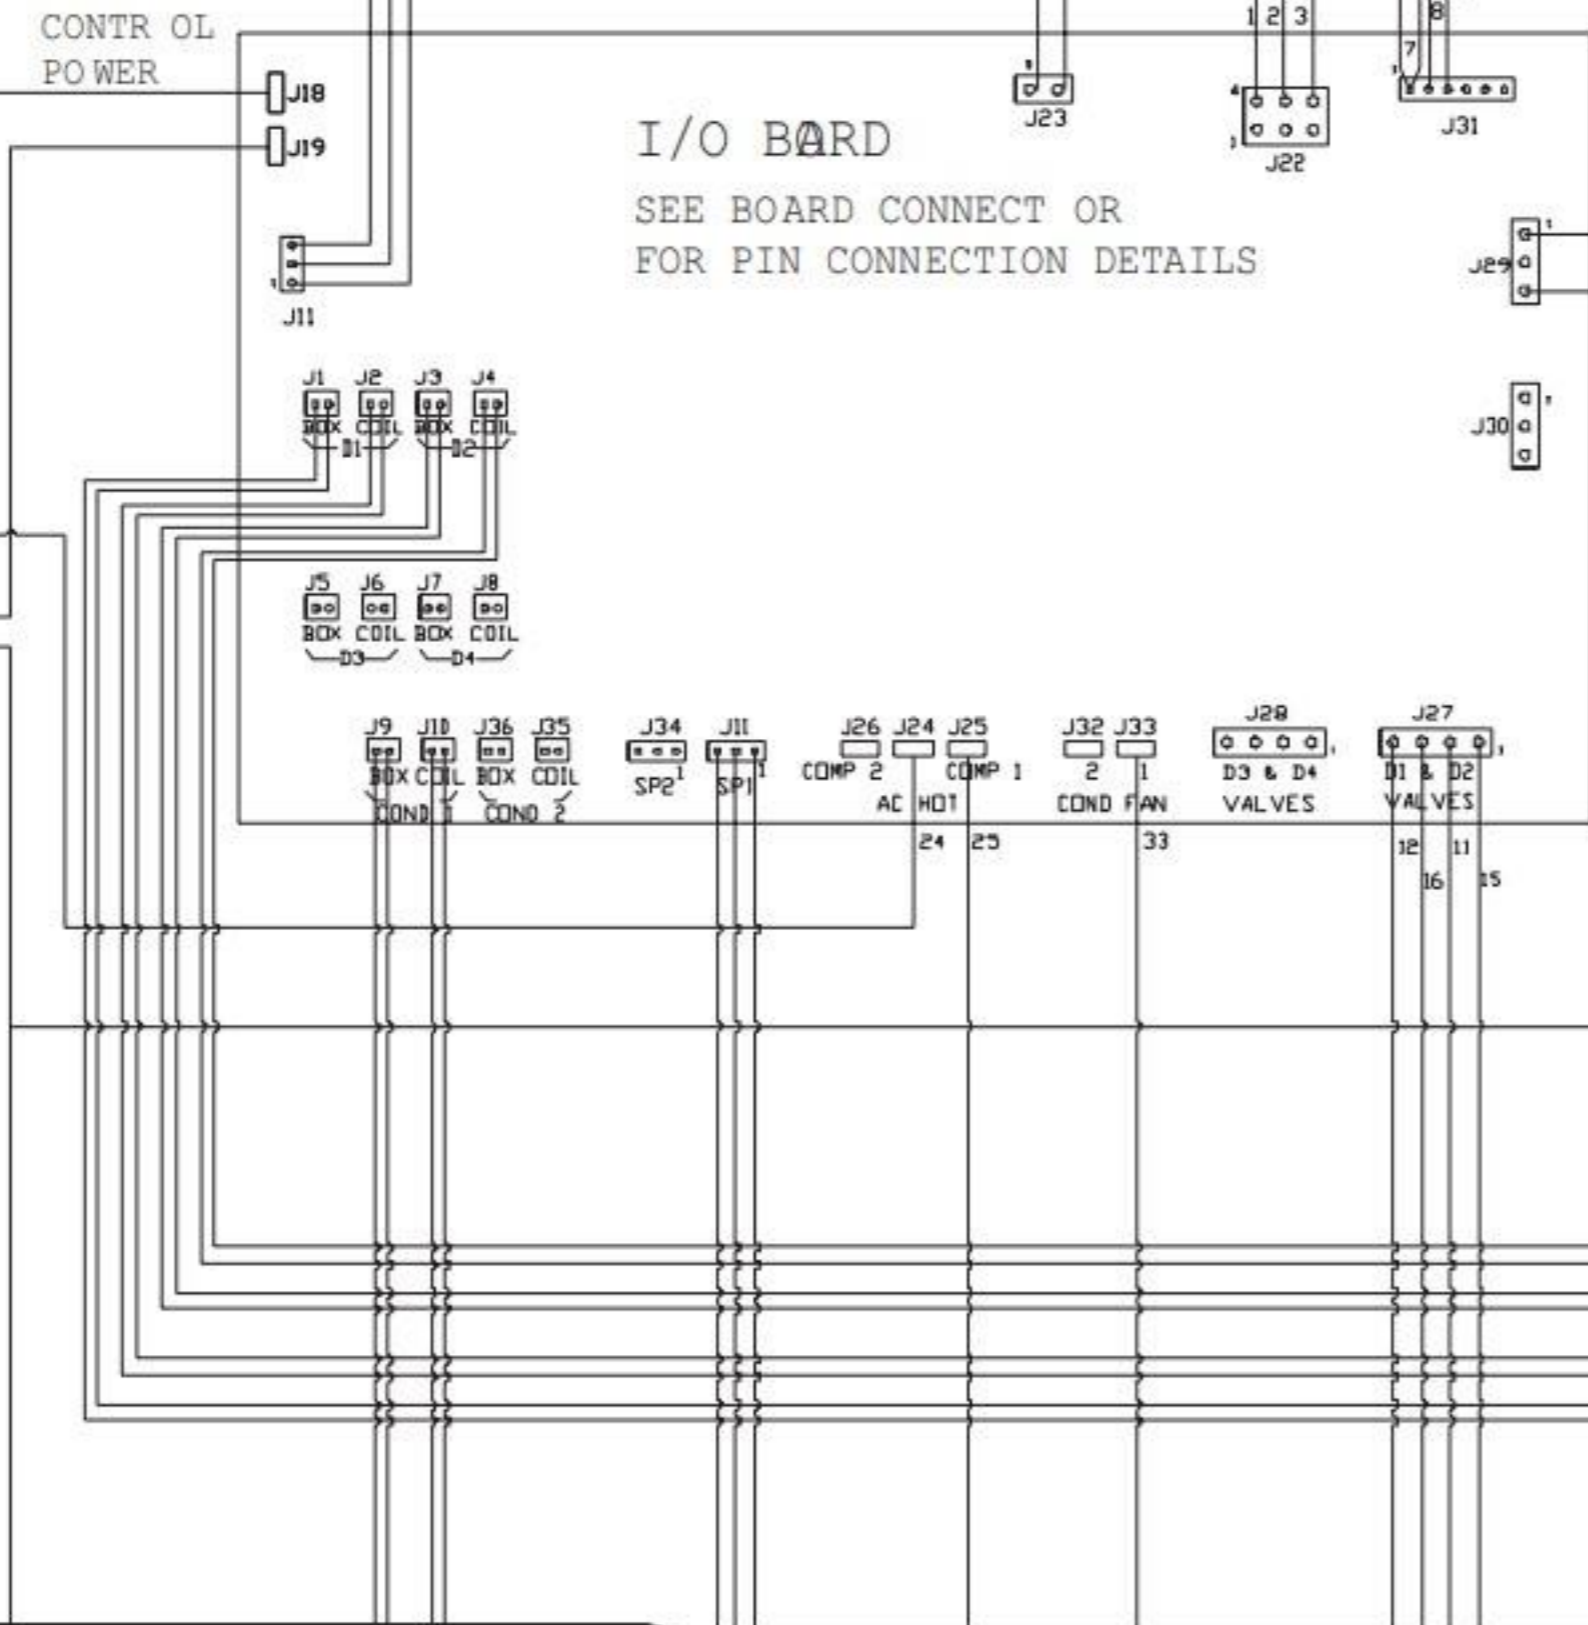 CONTR OL
POWER
1 2 3
8
7
J18
J19
J23
J22
J31
I/O BOARD
SEE BOARD CONNECT OR
FOR PIN CONNECTION DETAILS
J29
1
J11
J1 J2 J3 J4
BOX COIL BOX COIL
D1 D2
J30
J5 J6 J7 J8
BOX COIL BOX COIL
D3 D4
J9 J10 J36 J35 J34 J11 J26 J24 J25 J32 J33 J28 J27
BOX COIL BOX COIL SP2 1 SP1 1 COMP 2 COMP 1 2 1 D3 & D4 D1 & D2
COND 1 COND 2 AC HOT COND FAN VALVES VALVES
24 25 33 12 11
16 15